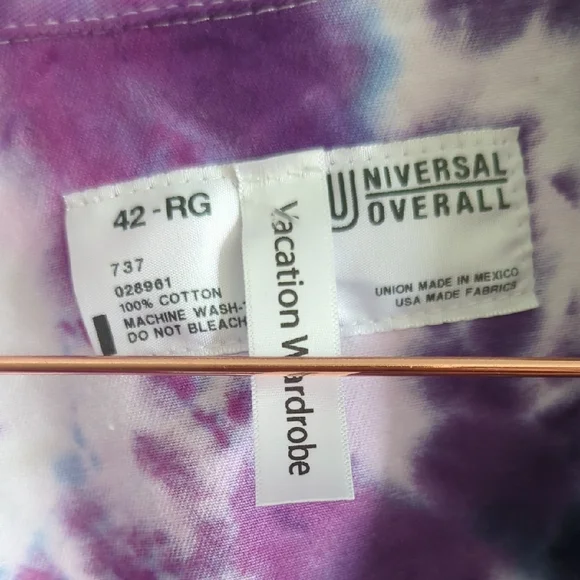 42 - RG
737
028961
100% COTTON
MACHINE WASH-
DO NOT BLEACH
Vacation Wardrobe
UNIVERSAL
OVERALL
UNION MADE IN MEXICO
USA MADE FABRICS